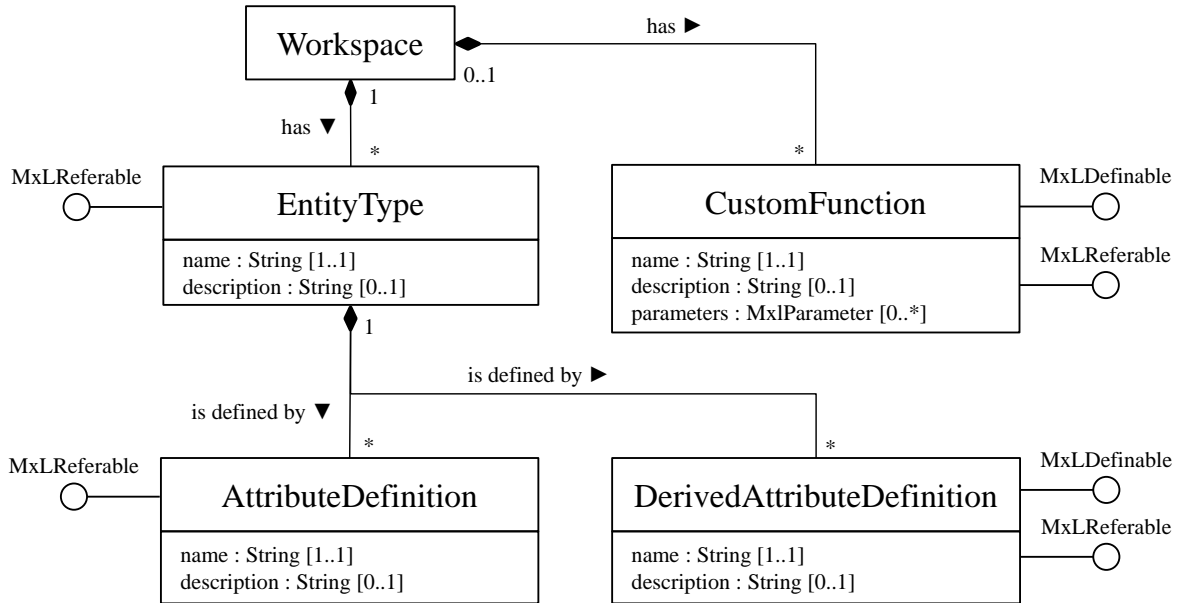 Workspace
has ►
0..1
1
has ▼
*
*
MxLReferable
EntityType
name : String [1..1]
description : String [0..1]
CustomFunction
name : String [1..1]
description : String [0..1]
parameters : MxlParameter [0..*]
MxLDefinable
MxLReferable
1
is defined by ►
is defined by ▼
*
*
MxLReferable
AttributeDefinition
name : String [1..1]
description : String [0..1]
DerivedAttributeDefinition
name : String [1..1]
description : String [0..1]
MxLDefinable
MxLReferable